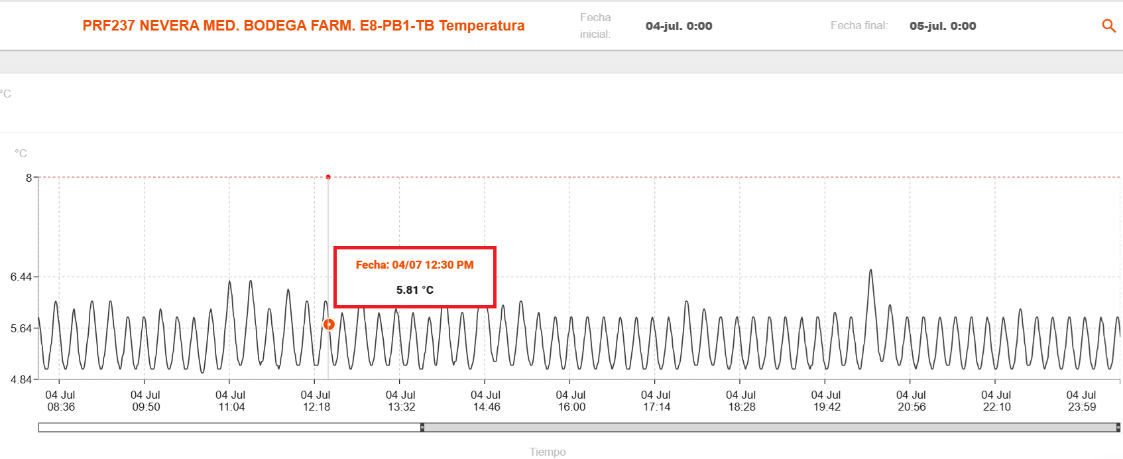 PRF237 NEVERA MED. BODEGA FARM. E8-PB1-TB Temperatura
Fecha inicial:
04-jul. 0:00
Fecha final:
05-jul. 0:00
°C
°C
8
Fecha: 04/07 12:30 PM
5.81 °C
6.44
5.64
4.84
04 Jul 04 Jul 04 Jul 04 Jul 04 Jul 04 Jul 04 Jul 04 Jul 04 Jul 04 Jul 04 Jul 04 Jul 04 Jul
08:36 09:50 11:04 12:18 13:32 14:46 16:00 17:14 18:28 19:42 20:56 22:10 23:59
Tiempo